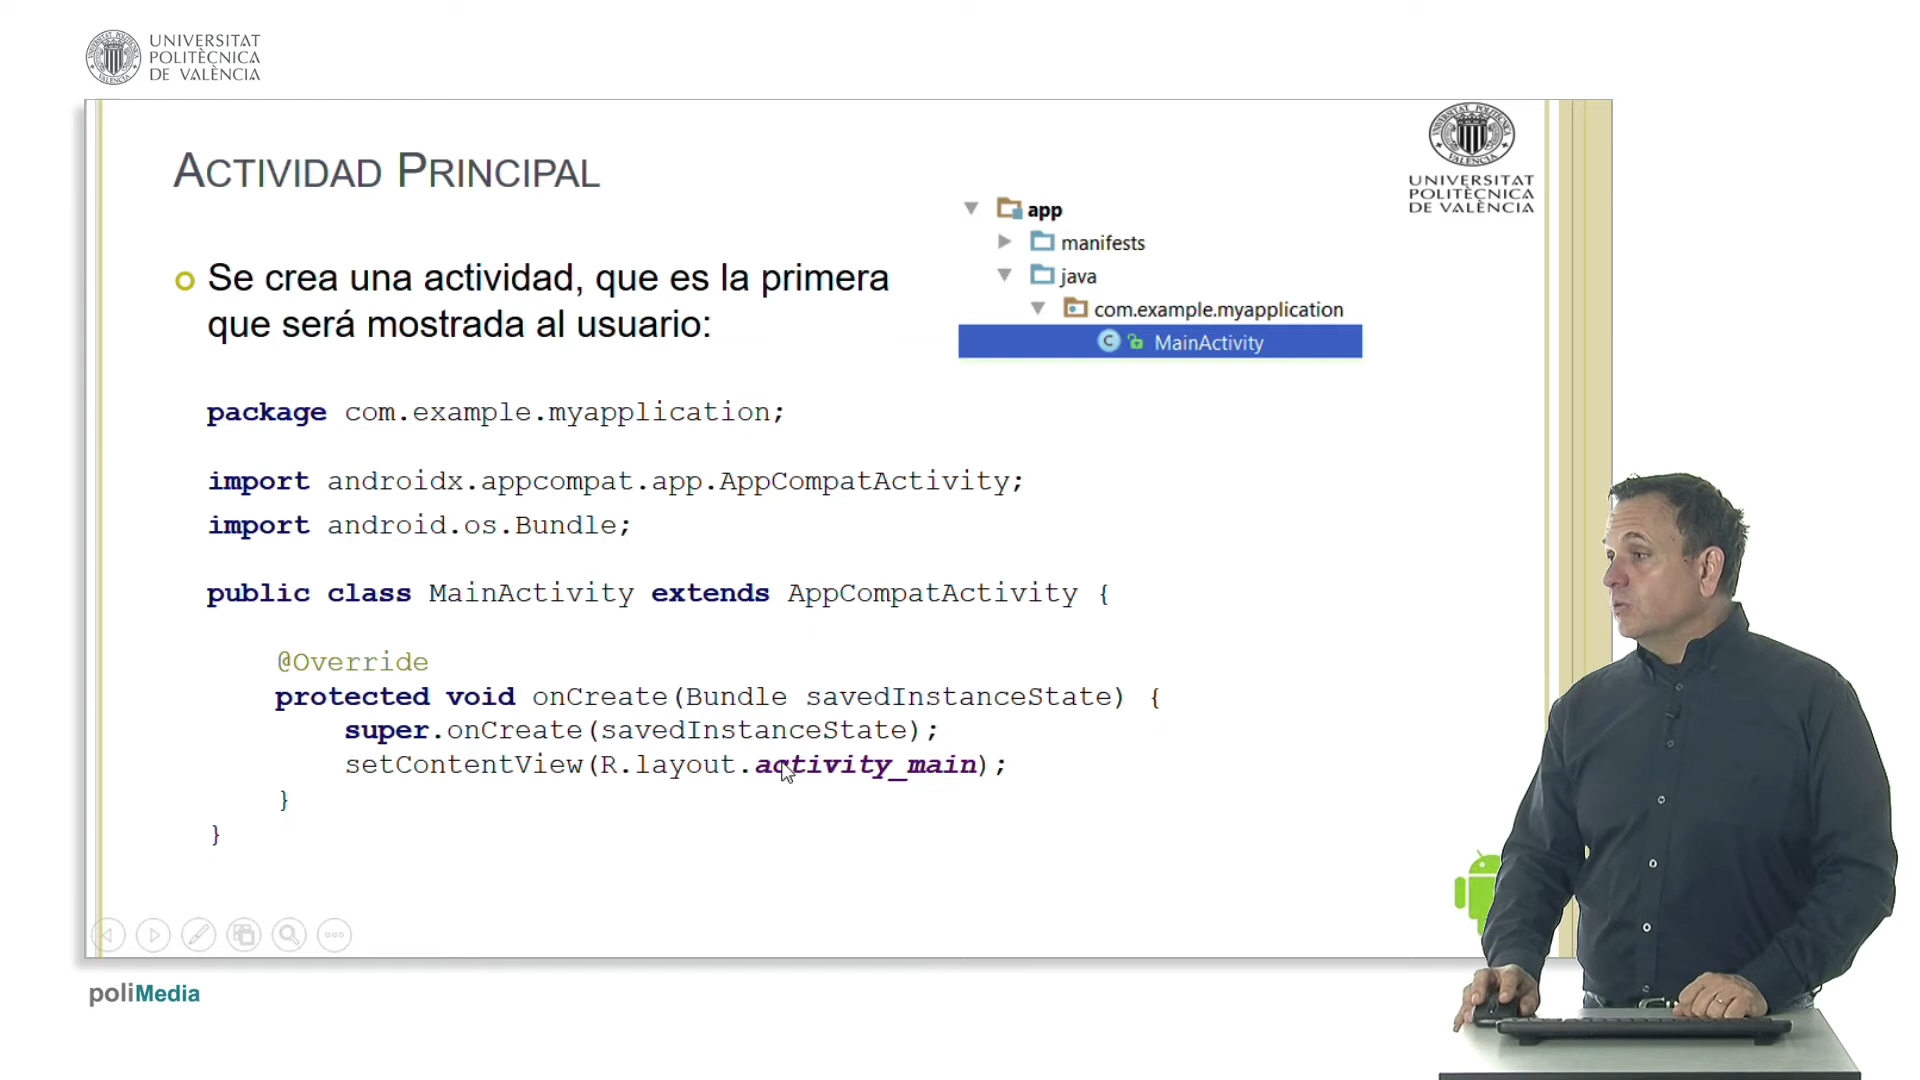 UNIVERSITAT
POLITÈCNICA
DE VALÈNCIA
ACTIVIDAD PRINCIPAL
UNIVERSITAT
POLITÈCNICA
DE VALÈNCIA
app
manifests
java
com.example.myapplication
C MainActivity
Se crea una actividad, que es la primera
que será mostrada al usuario:
package com.example.myapplication;
import androidx.appcompat.app.AppCompatActivity;
import android.os.Bundle;
public class MainActivity extends AppCompatActivity {
@Override
protected void onCreate(Bundle savedInstanceState) {
super.onCreate(savedInstanceState);
setContentView(R.layout.activity_main);
}
}
poliMedia